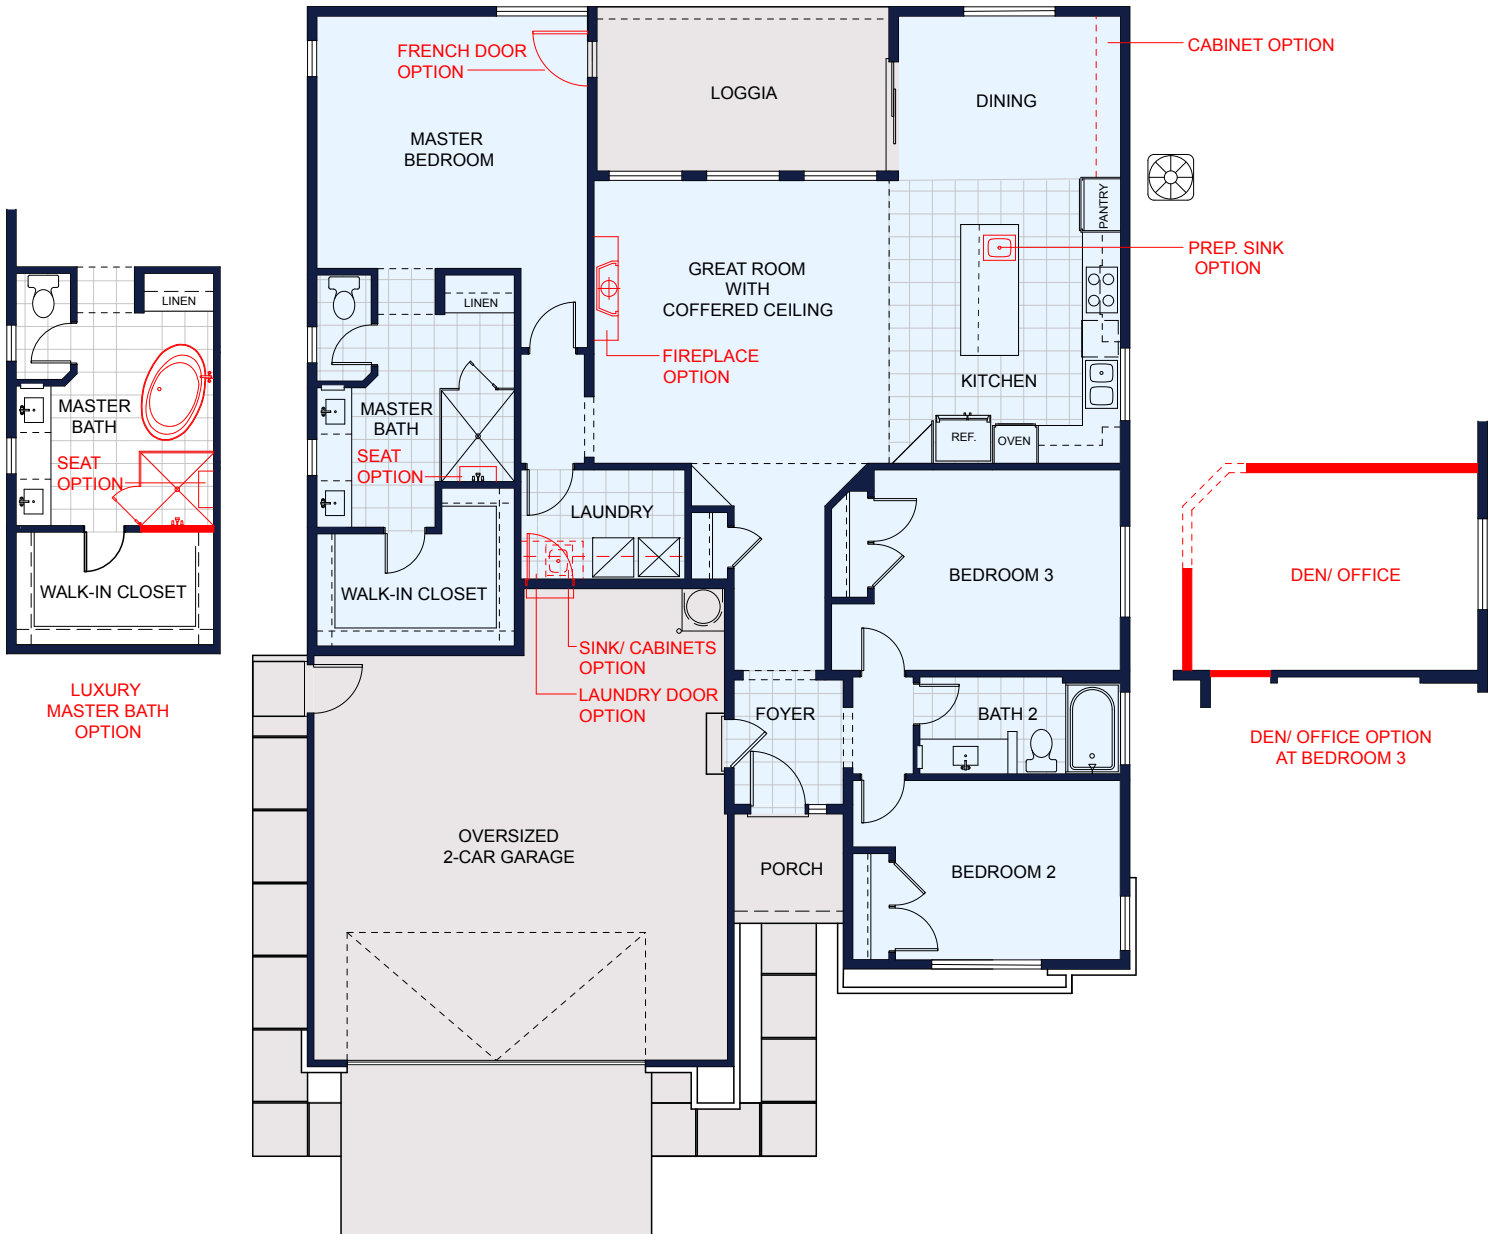 FRENCH DOOR
OPTION
CABINET OPTION
LOGGIA
DINING
MASTER
BEDROOM
PANTRY
PREP. SINK
OPTION
GREAT ROOM
WITH
COFFERED CEILING
LINEN
LINEN
FIREPLACE
OPTION
KITCHEN
MASTER
BATH
MASTER
BATH
REF.
OVEN
SEAT
OPTION
SEAT
OPTION
LAUNDRY
BEDROOM 3
DEN/ OFFICE
WALK-IN CLOSET
WALK-IN CLOSET
SINK/ CABINETS
OPTION
LAUNDRY DOOR
OPTION
LUXURY
MASTER BATH
OPTION
FOYER
BATH 2
DEN/ OFFICE OPTION
AT BEDROOM 3
OVERSIZED
2-CAR GARAGE
PORCH
BEDROOM 2